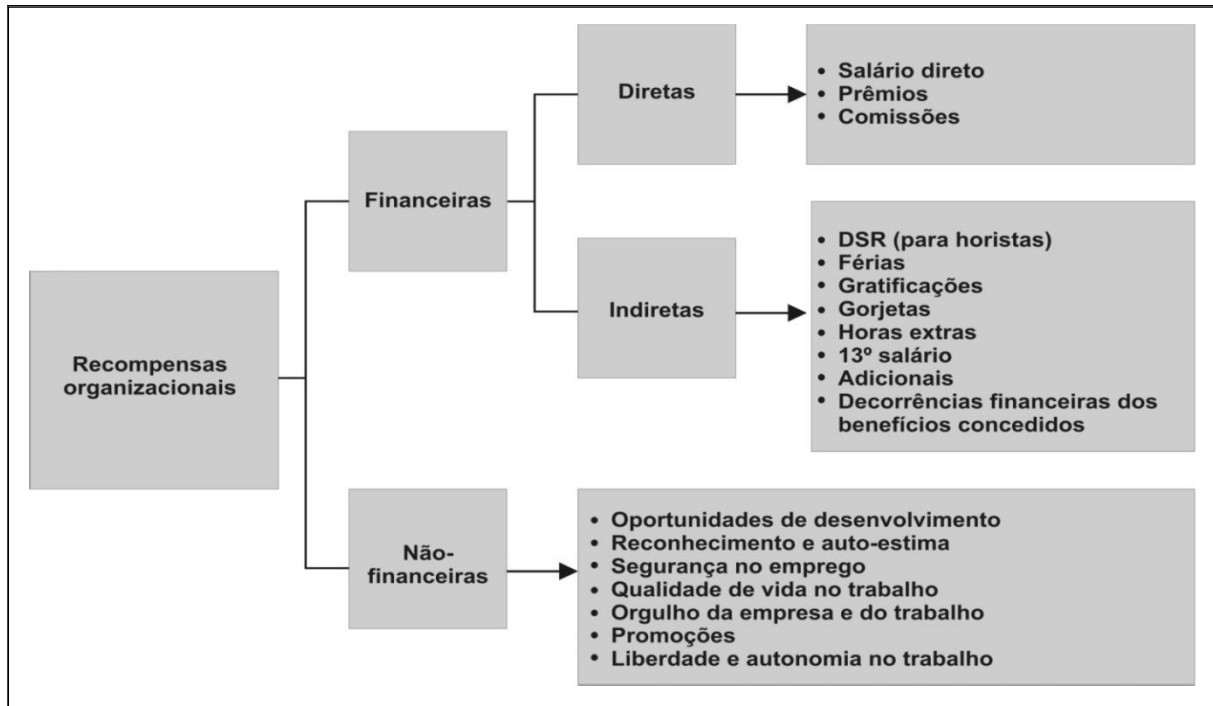 Recompensas
organizacionais
Financeiras
Diretas
• Salário direto
• Prêmios
• Comissões
Indiretas
• DSR (para horistas)
• Férias
• Gratificações
• Gorjetas
• Horas extras
• 13º salário
• Adicionais
• Decorrências financeiras dos
benefícios concedidos
Não-
financeiras
• Oportunidades de desenvolvimento
• Reconhecimento e auto-estima
• Segurança no emprego
• Qualidade de vida no trabalho
• Orgulho da empresa e do trabalho
• Promoções
• Liberdade e autonomia no trabalho